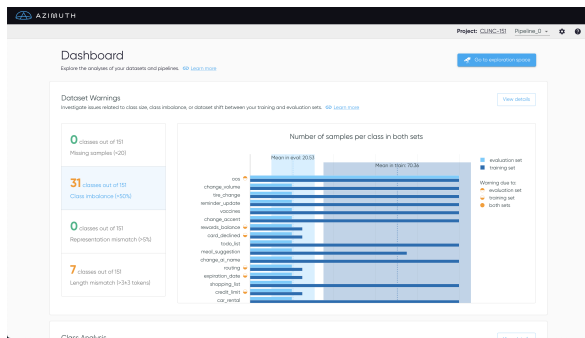 AZIMUTH
Project: CLINC-151 Pipeline_0
Dashboard
Explore the analyses of your datasets and pipelines. Learn more
Go to exploration space
Dataset Warnings
Investigate issues related to class size, class imbalance, or dataset shift between your training and evaluation sets. Learn more
View details
0 classes out of 151
Missing samples (<20)
31 classes out of 151
Class imbalance (>50%)
0 classes out of 151
Representation mismatch (>5%)
7 classes out of 151
Length mismatch (>3±3 tokens)
Number of samples per class in both sets
Mean in eval: 20.53
Mean in train: 70.36
oos
change_volume
tire_change
reminder_update
vaccines
change_accent
rewards_balance
card_declined
todo_list
meal_suggestion
change_ai_name
routing
expiration_date
shopping_list
credit_limit
car_rental
evaluation set
training set
Warning due to:
evaluation set
training set
both sets
Class Analysis